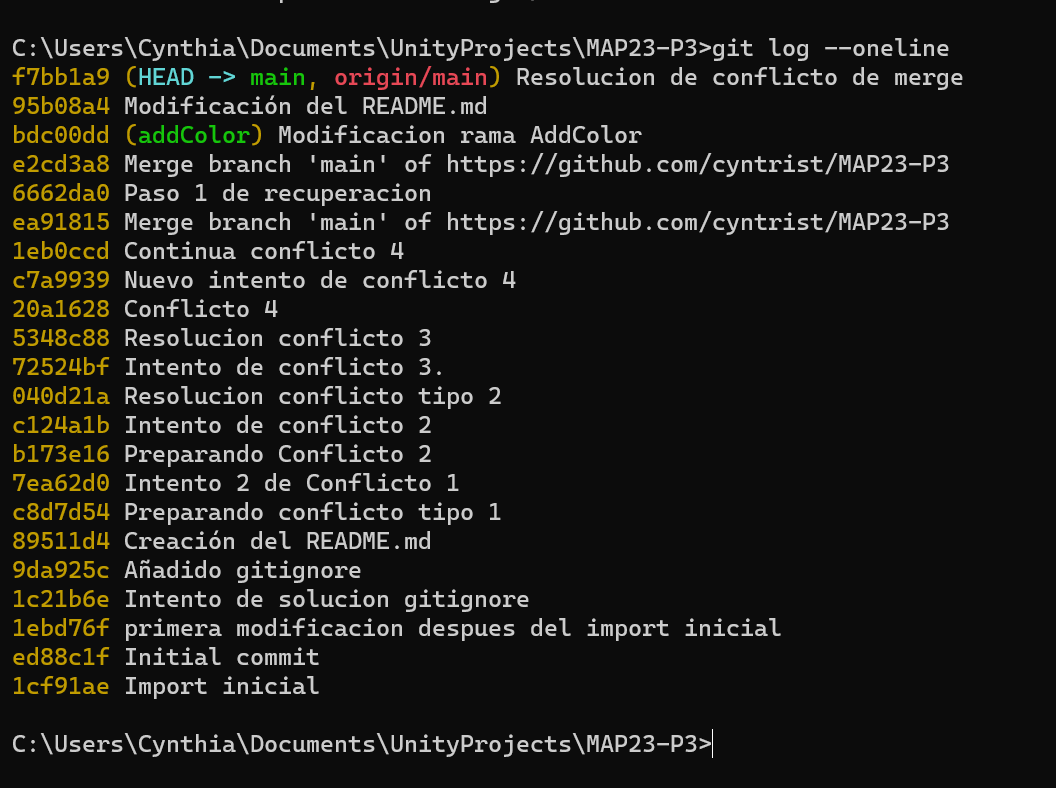 C:\Users\Cynthia\Documents\UnityProjects\MAP23-P3>git log --oneline
f7bb1a9 (HEAD -> main, origin/main) Resolucion de conflicto de merge
95b08a4 Modificación del README.md
bdc00dd (addColor) Modificacion rama AddColor
e2cd3a8 Merge branch 'main' of https://github.com/cyntrist/MAP23-P3
6662da0 Paso 1 de recuperacion
ea91815 Merge branch 'main' of https://github.com/cyntrist/MAP23-P3
1eb0ccd Continua conflicto 4
c7a9939 Nuevo intento de conflicto 4
20a1628 Conflicto 4
5348c88 Resolucion conflicto 3
72524bf Intento de conflicto 3.
040d21a Resolucion conflicto tipo 2
c124a1b Intento de conflicto 2
b173e16 Preparando Conflicto 2
7ea62d0 Intento 2 de Conflicto 1
c8d7d54 Preparando conflicto tipo 1
89511d4 Creación del README.md
9da925c Añadido gitignore
1c21b6e Intento de solucion gitignore
1ebd76f primera modificacion despues del import inicial
ed88c1f Initial commit
1cf91ae Import inicial
C:\Users\Cynthia\Documents\UnityProjects\MAP23-P3>